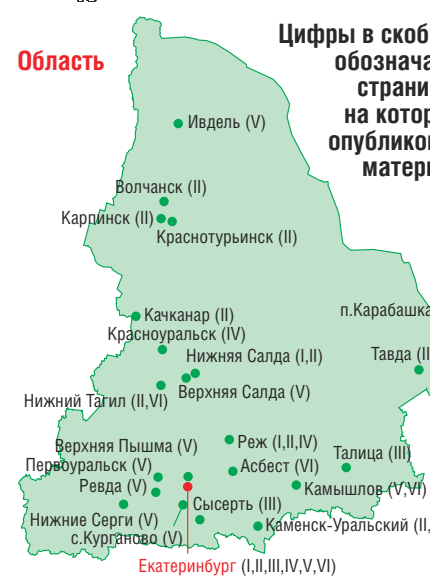 Область
Цифры в скоб
обознача
страни
на котор
опубликов
матери
Ивдель (V)
Волчанск (II)
Карпинск (II)
Краснотурьинск (II)
Качканар (II)
п.Карабашка
Красноуральск (IV)
Нижняя Салда (I,II)
Тавда (II
Нижний Тагил (II,VI)
Верхняя Салда (V)
Верхняя Пышма (V)
Реж (I,II,IV)
Талица (III)
Первоуральск (V)
Асбест (VI)
Ревда (V)
Камышлов (V,VI)
Сысерть (III)
Нижние Серги (V)
Каменск-Уральский (II,
с.Курганово (V)
Екатеринбург (I,II,III,IV,V,VI)